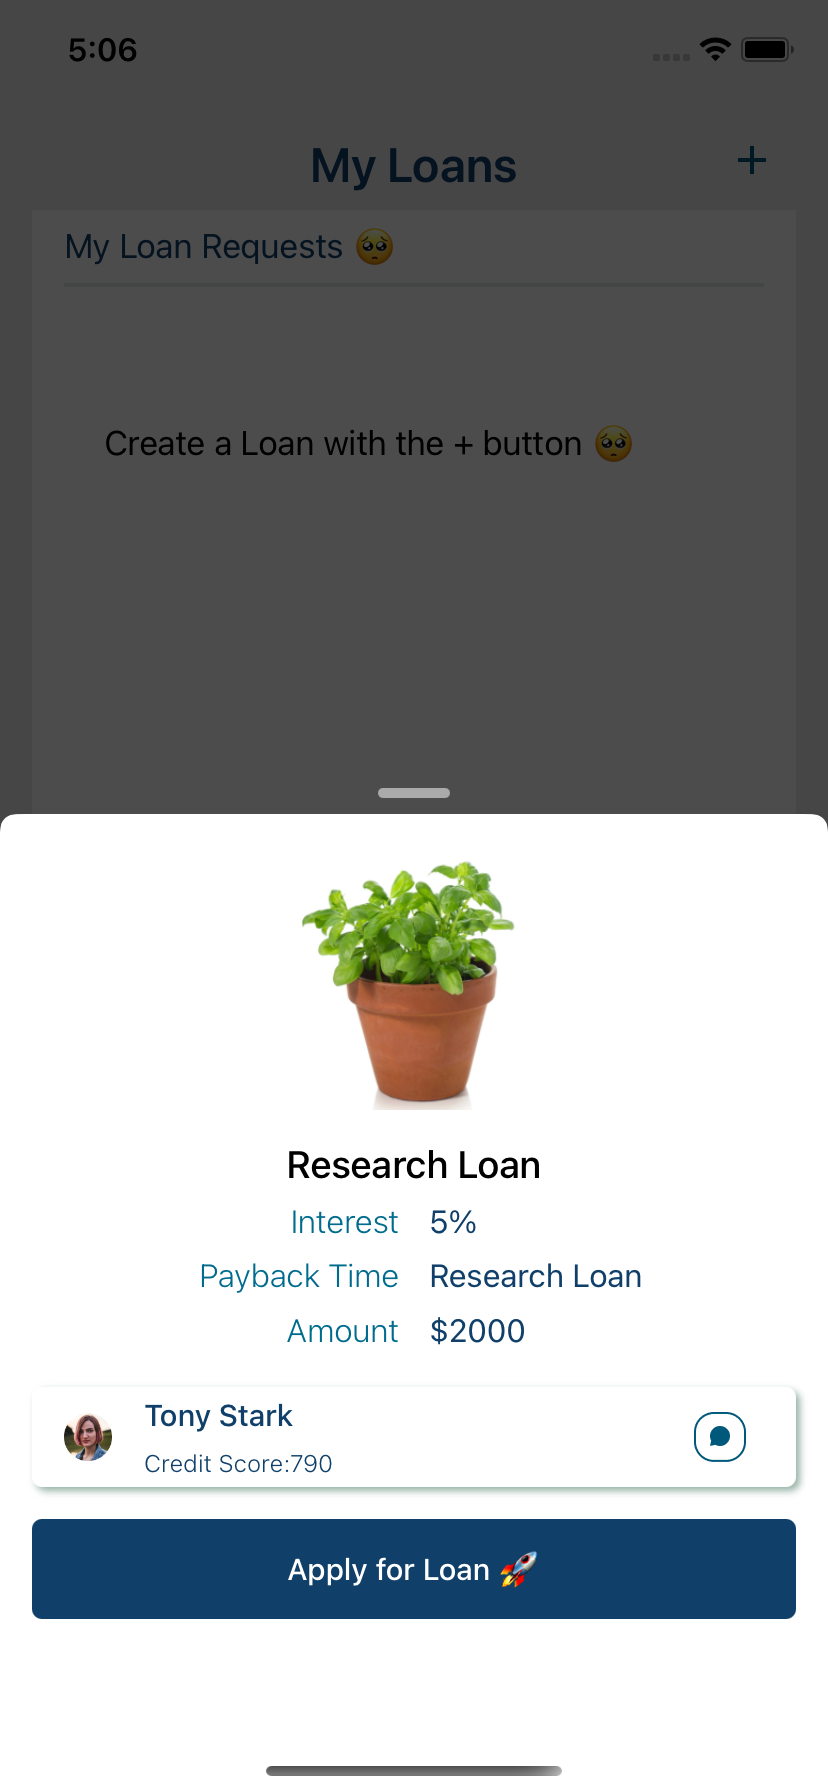 5:06
My Loans +
My Loan Requests 🥺
Create a Loan with the + button 🥺
Research Loan
Interest 5%
Payback Time Research Loan
Amount $2000
Tony Stark
Credit Score:790
Apply for Loan 🚀